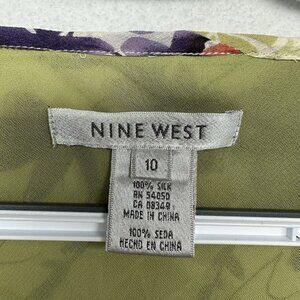 NINE WEST
10
100% SILK
RN 54050
CA 08349
MADE IN CHINA
100% SEDA
HECHO EN CHINA